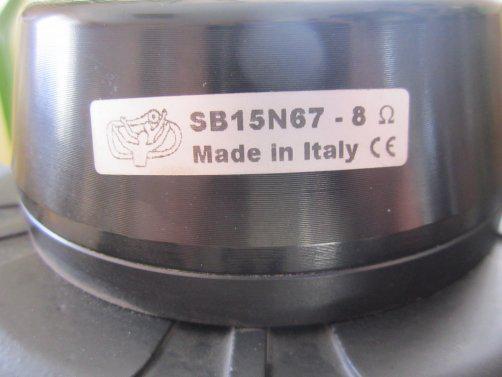 SB15N67 - 8 Ω
Made in Italy CE